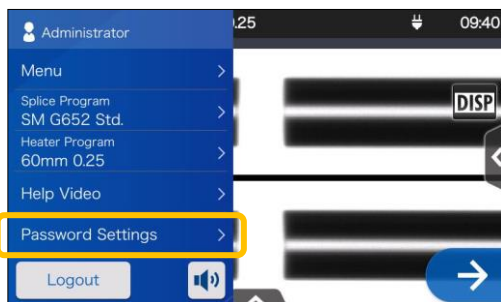 Administrator
.25
09:40
Menu
Splice Program
SM G652 Std.
DISP
Heater Program
60mm 0.25
Help Video
Password Settings
Logout